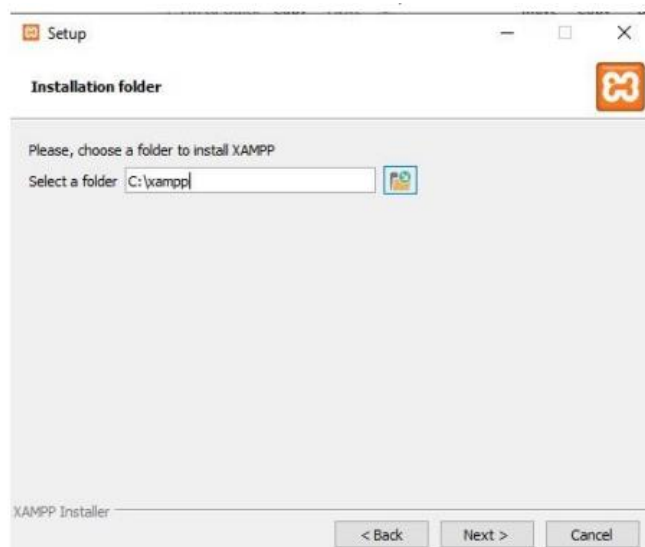 Setup
Installation folder
Please, choose a folder to install XAMPP
Select a folder C:\xampp
XAMPP Installer
< Back Next > Cancel